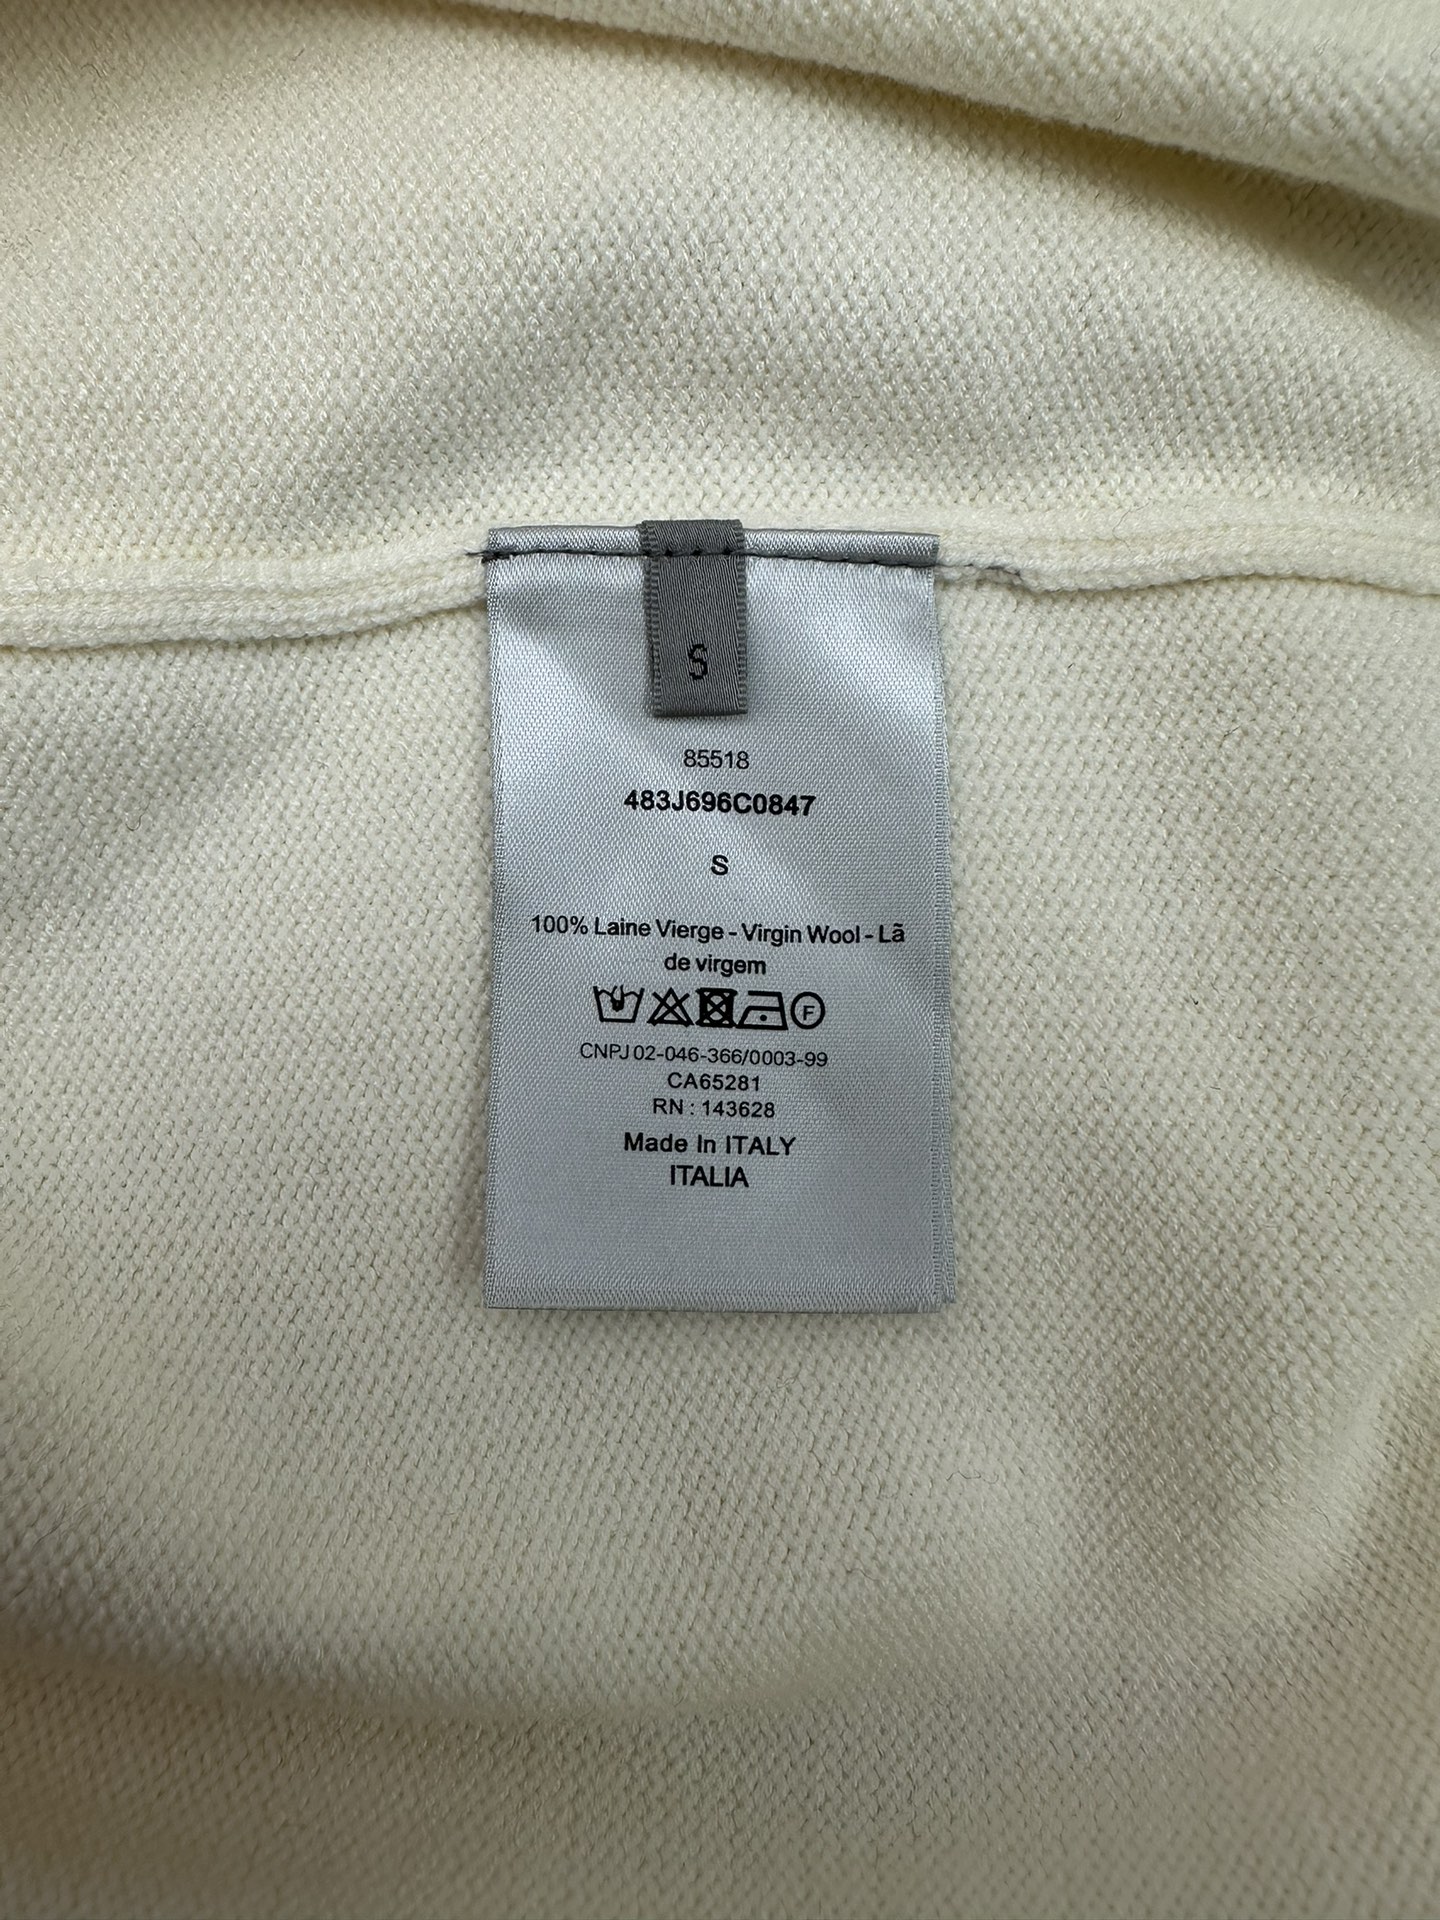 S
85518
483J696C0847
S
100% Laine Vierge - Virgin Wool - Lã
de virgem
F
CNPJ 02-046-366/0003-99
CA65281
RN : 143628
Made In ITALY
ITALIA